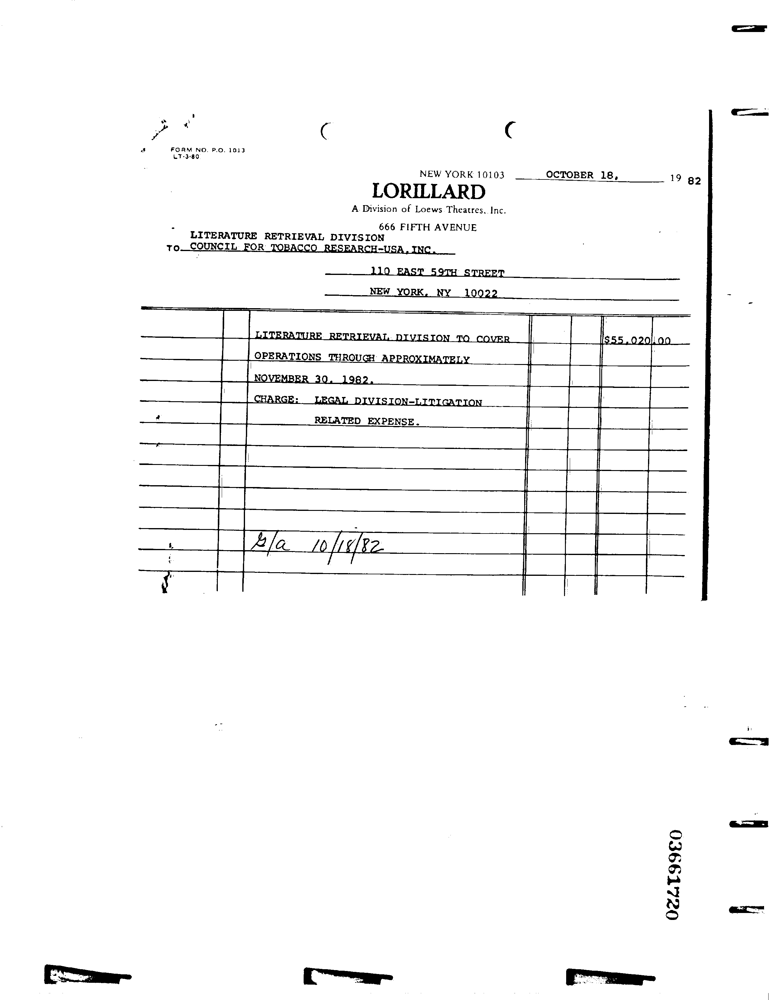 FORM NO. P.O. 1013
LT-3-80
NEW YORK 10103 OCTOBER 18, 19 82
LORILLARD
A Division of Loews Theatres, Inc.
666 FIFTH AVENUE
LITERATURE RETRIEVAL DIVISION
TO COUNCIL FOR TOBACCO RESEARCH-USA, INC.
110 EAST 59TH STREET
NEW YORK, NY 10022
LITERATURE RETRIEVAL DIVISION TO COVER $55,020.00
OPERATIONS THROUGH APPROXIMATELY
NOVEMBER 30, 1982.
CHARGE: LEGAL DIVISION-LITIGATION
RELATED EXPENSE.
10/18/82
03661720